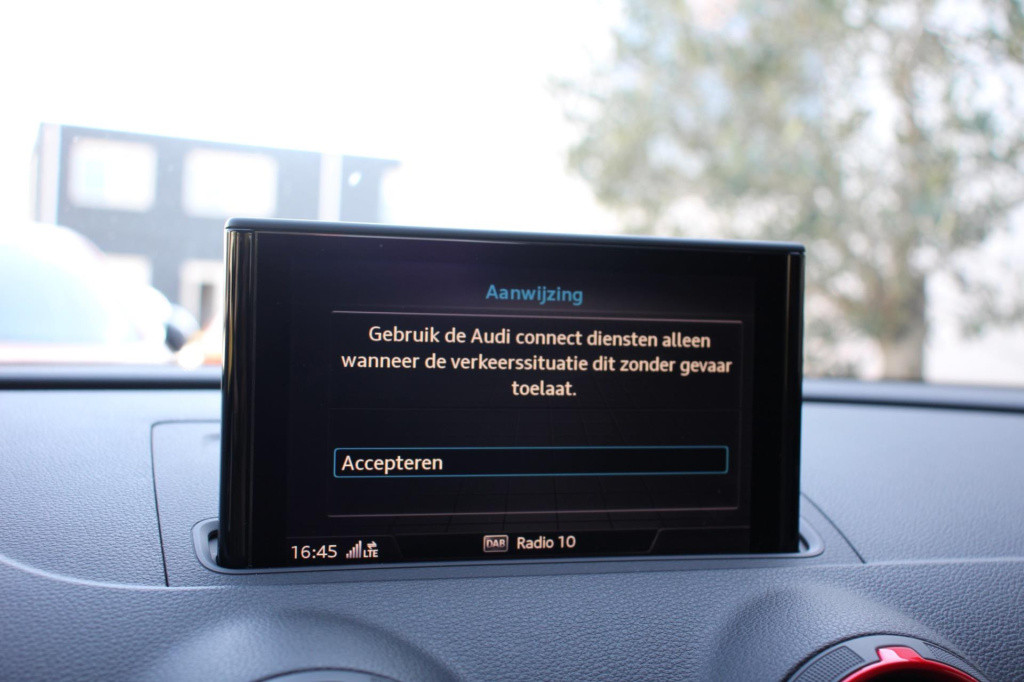 Aanwijzing
Gebruik de Audi connect diensten alleen
wanneer de verkeerssituatie dit zonder gevaar
toelaat.
Accepteren
16:45 LTE DAB Radio 10